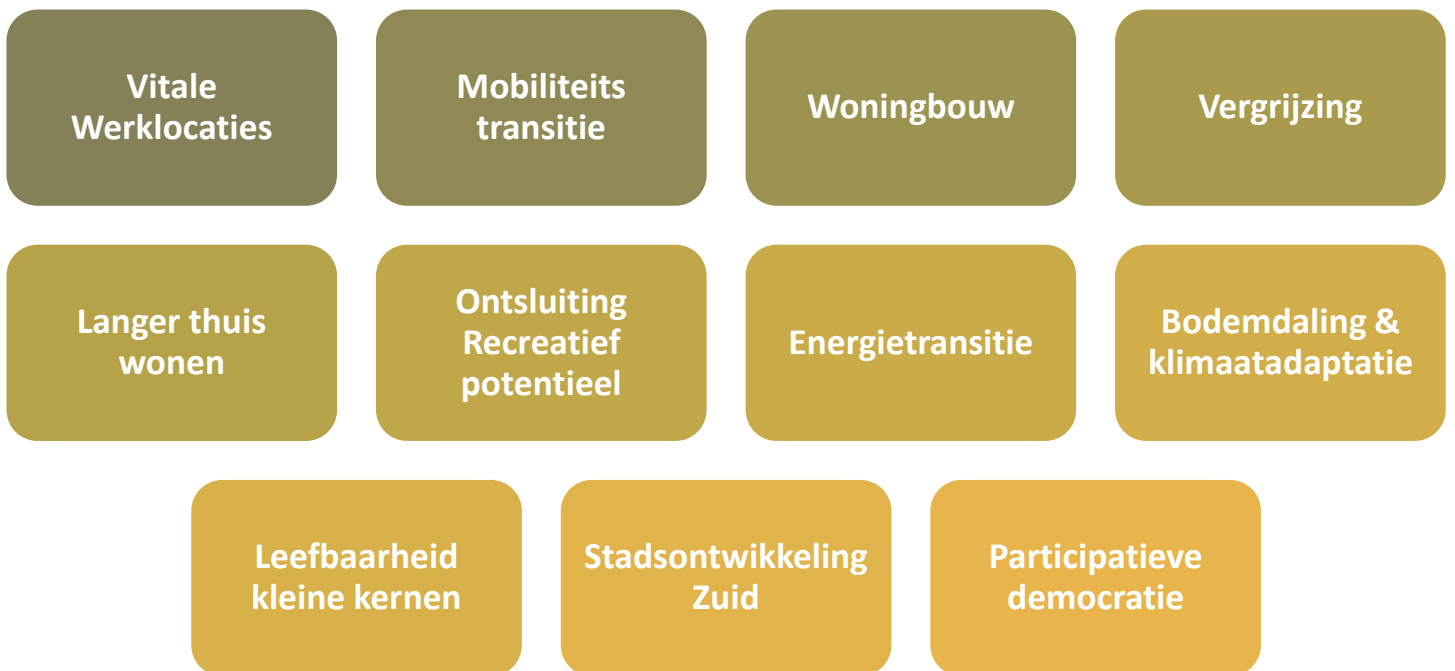 Vitale
Werklocaties
Mobiliteits
transitie
Woningbouw
Vergrijzing
Langer thuis
wonen
Ontsluiting
Recreatief
potentieel
Energietransitie
Bodemdaling &
klimaatadaptatie
Leefbaarheid
kleine kernen
Stadsontwikkeling
Zuid
Participatieve
democratie